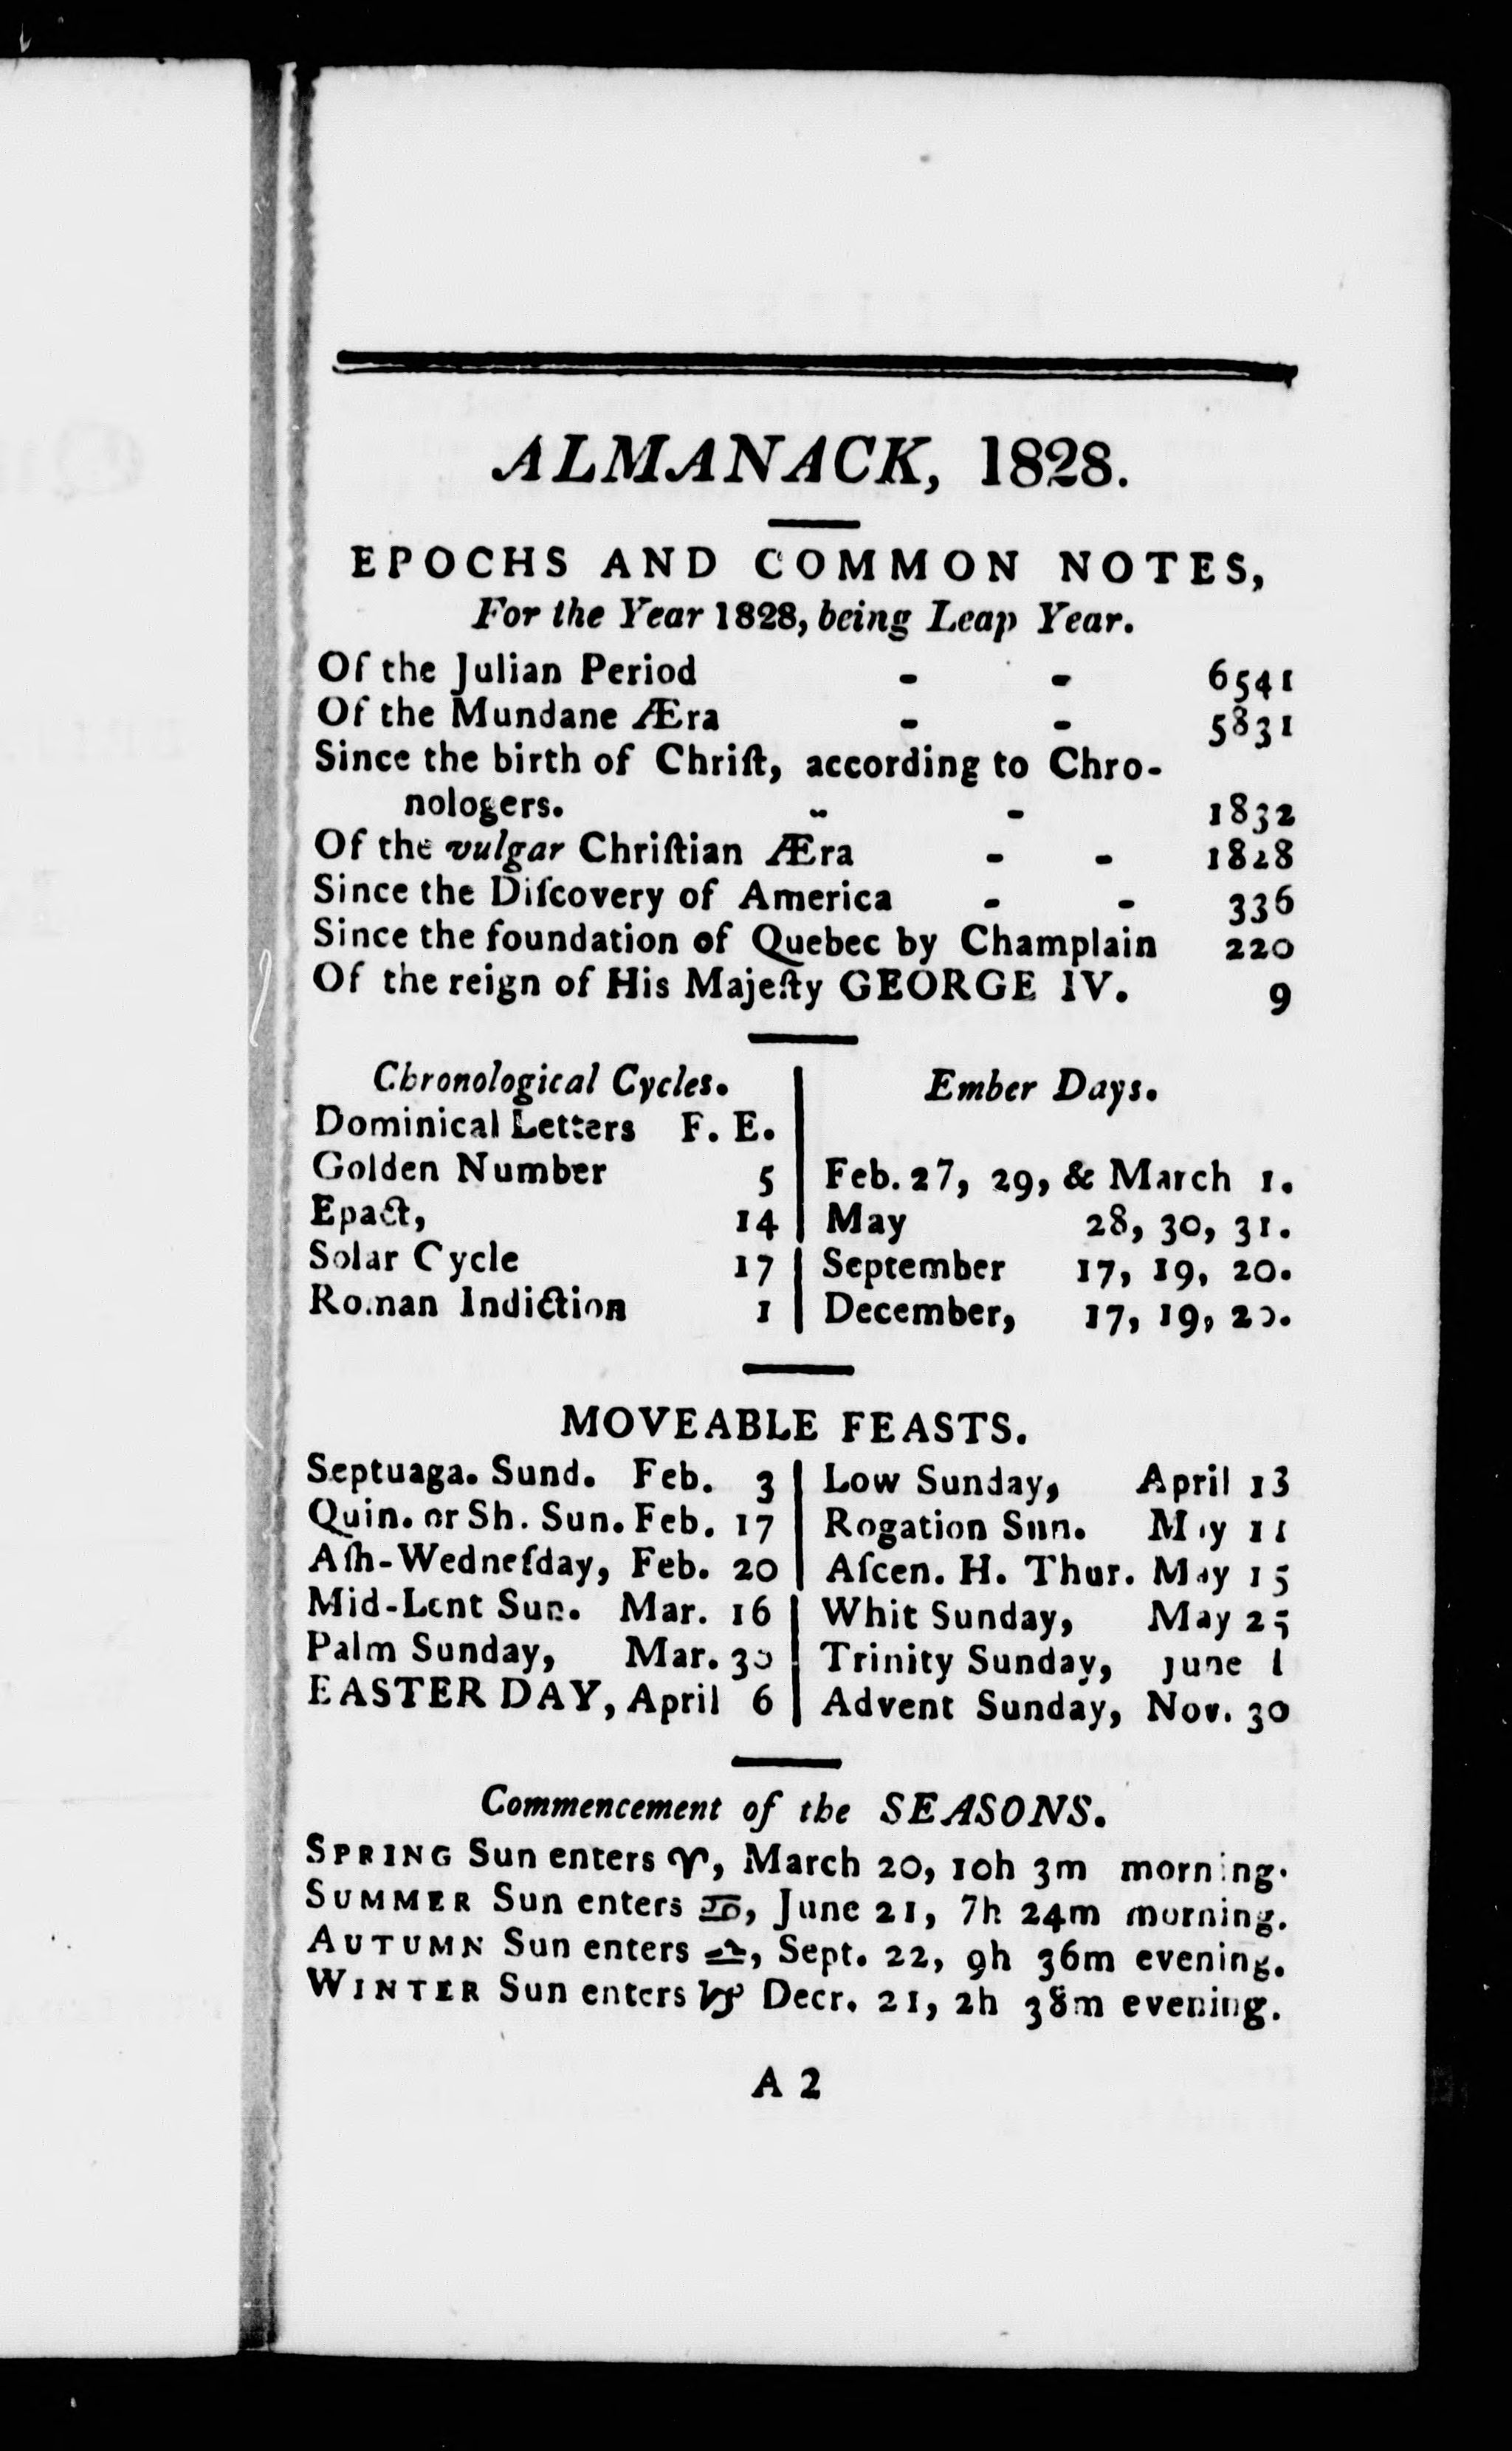 ALMANACK, 1828.
EPOCHS AND COMMON NOTES,
For the Year 1828, being Leap Year.
Of the Julian Period - - 6541
Of the Mundane Æra - - 5831
Since the birth of Chriſt, according to Chro-
nologers. - - 1832
Of the vulgar Chriſtian Æra - - 1828
Since the Diſcovery of America - - 336
Since the foundation of Quebec by Champlain 220
Of the reign of His Majeſty GEORGE IV. 9
Chronological Cycles.
Dominical Letters F. E.
Golden Number 5
Epact, 14
Solar Cycle 17
Roman Indiction 1
Ember Days.
Feb. 27, 29, & March 1.
May 28, 30, 31.
September 17, 19, 20.
December, 17, 19, 20.
MOVEABLE FEASTS.
Septuaga. Sund. Feb. 3
Quin. or Sh. Sun. Feb. 17
Aſh-Wedneſday, Feb. 20
Mid-Lent Sun. Mar. 16
Palm Sunday, Mar. 30
EASTER DAY, April 6
Low Sunday, April 13
Rogation Sun. May 11
Aſcen. H. Thur. May 15
Whit Sunday, May 25
Trinity Sunday, June 1
Advent Sunday, Nov. 30
Commencement of the SEASONS.
SPRING Sun enters ♈, March 20, 10h 3m morning.
SUMMER Sun enters ♋, June 21, 7h 24m morning.
AUTUMN Sun enters ♎, Sept. 22, 9h 36m evening.
WINTER Sun enters ♑ Decr. 21, 2h 38m evening.
A 2